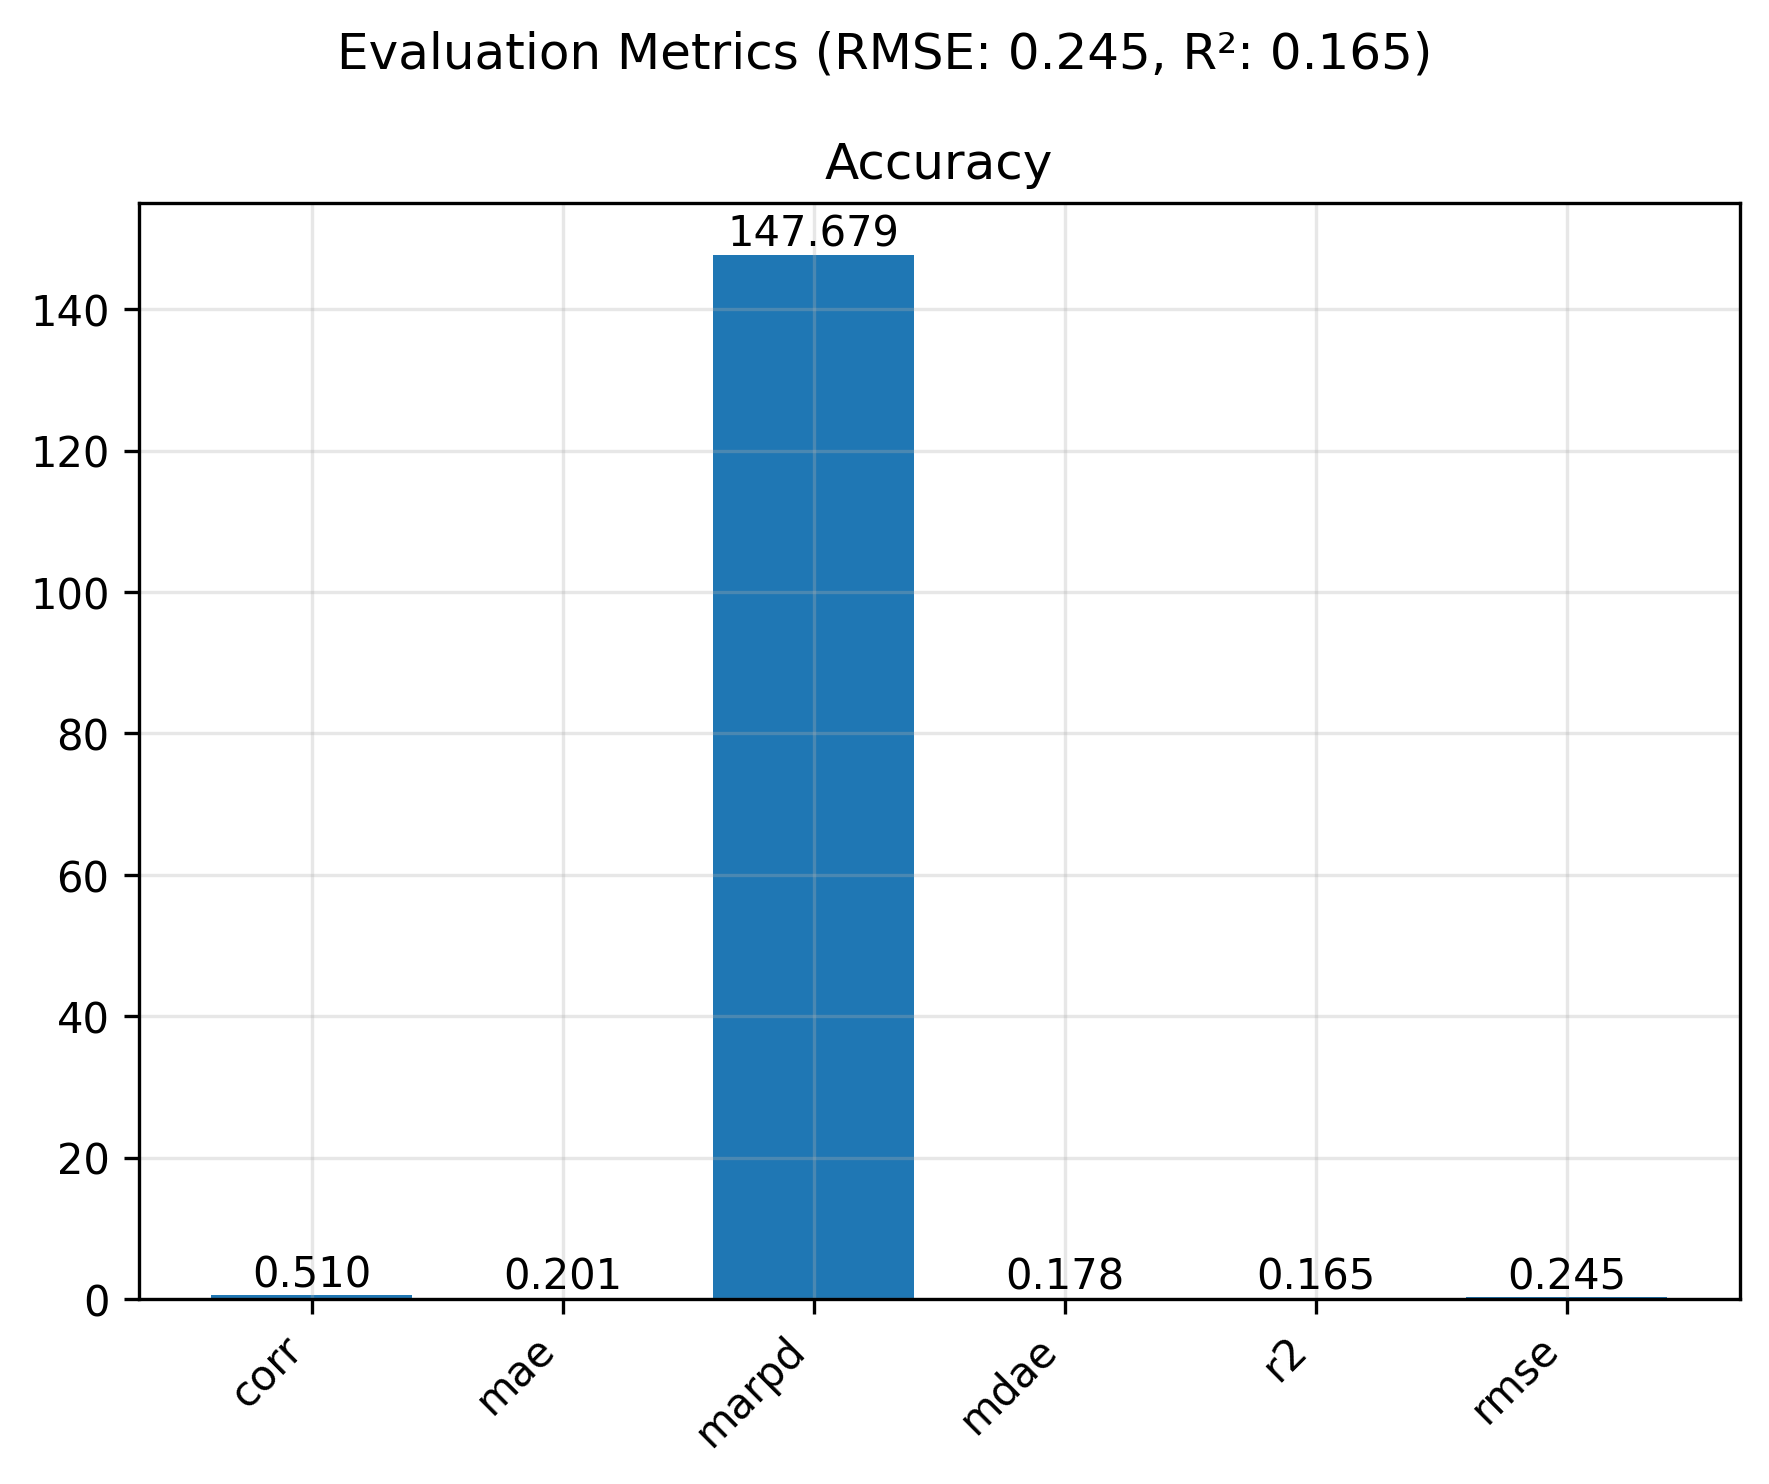 Evaluation Metrics (RMSE: 0.245, R²: 0.165)
Accuracy
147.679
140
120
100
80
60
40
20
0
0.510
0.201
0.178
0.165
0.245
corr
mae
marpd
mdae
r2
rmse